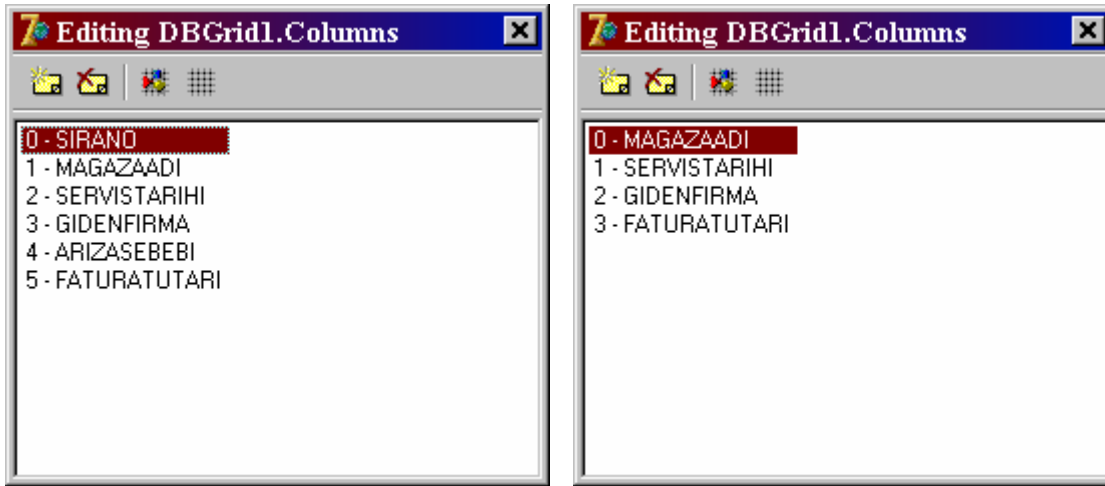 Editing DBGrid1.Columns
0 - SIRANO
1 - MAGAZAADI
2 - SERVISTARIHI
3 - GIDENFIRMA
4 - ARIZASEBEBI
5 - FATURATUTARI
Editing DBGrid1.Columns
0 - MAGAZAADI
1 - SERVISTARIHI
2 - GIDENFIRMA
3 - FATURATUTARI